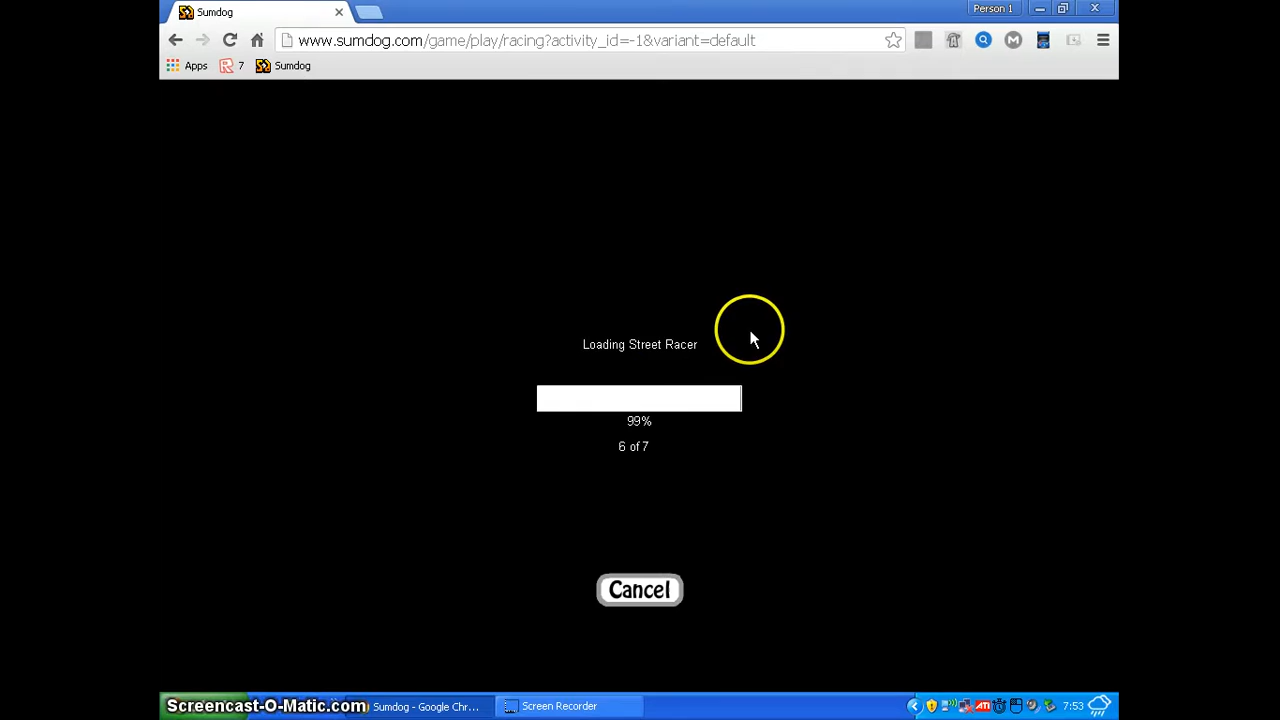 Sumdog
Person 1
www.sumdog.com/game/play/racing?activity_id=-1&variant=default
Apps
7
Sumdog
Loading Street Racer
99%
6 of 7
Cancel
Screencast-O-Matic.com
Sumdog - Google Chr...
Screen Recorder
ATI
7:53